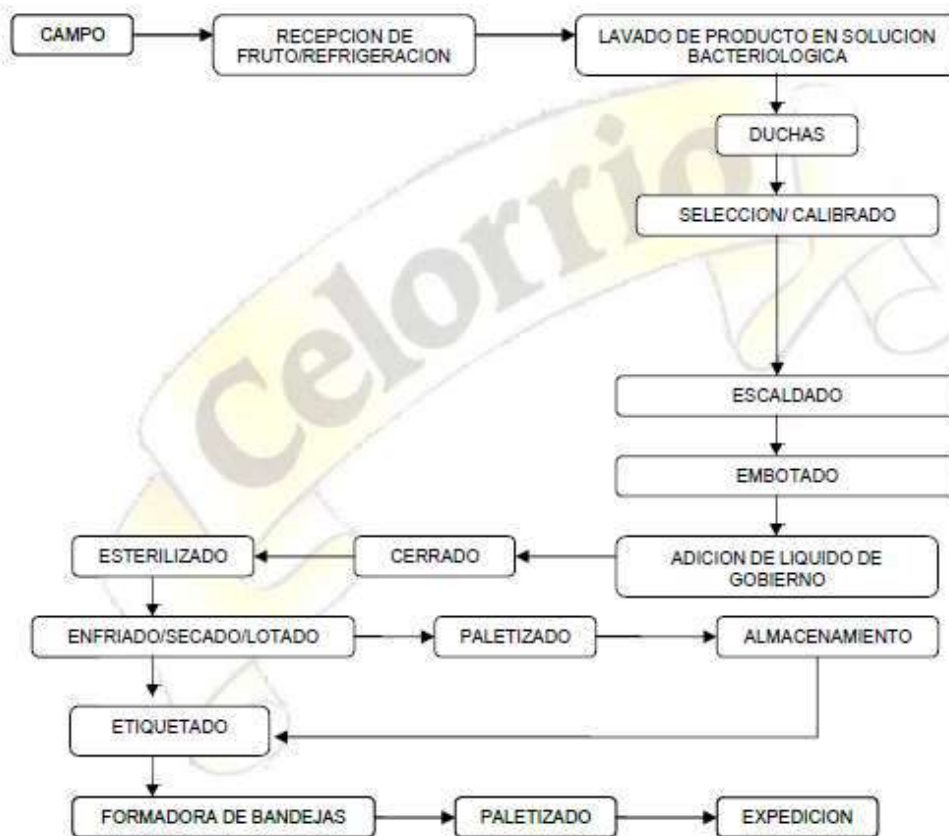 CAMPO
RECEPCION DE
FRUTO/REFRIGERACION
LAVADO DE PRODUCTO EN SOLUCION
BACTERIOLOGICA
DUCHAS
SELECCION/ CALIBRADO
ESCALDADO
EMBOTADO
ADICION DE LIQUIDO DE
GOBIERNO
CERRADO
ESTERILIZADO
ENFRIADO/SECADO/LOTADO
PALETIZADO
ALMACENAMIENTO
ETIQUETADO
FORMADORA DE BANDEJAS
PALETIZADO
EXPEDICION
Celorrio